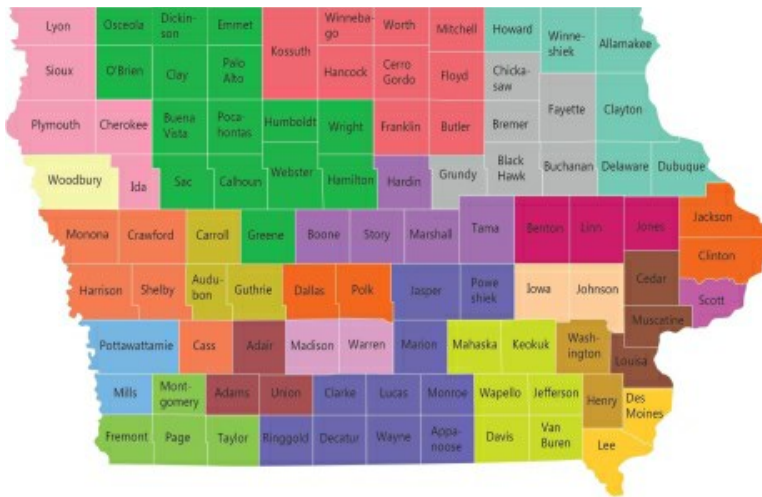 Lyon
Osceola
Dickin-
son
Emmet
Kossuth
Winneba-
go
Worth
Mitchell
Howard
Winne-
shiek
Allamakee
Sioux
O'Brien
Clay
Palo
Alto
Hancock
Cerro
Gordo
Floyd
Chicka-
saw
Plymouth
Cherokee
Buena
Vista
Poca-
hontas
Humboldt
Wright
Franklin
Butler
Bremer
Fayette
Clayton
Woodbury
Ida
Sac
Calhoun
Webster
Hamilton
Hardin
Grundy
Black
Hawk
Buchanan
Delaware
Dubuque
Monona
Crawford
Carroll
Greene
Boone
Story
Marshall
Tama
Benton
Linn
Jones
Jackson
Clinton
Harrison
Shelby
Audu-
bon
Guthrie
Dallas
Polk
Jasper
Powe
shiek
Iowa
Johnson
Cedar
Scott
Muscatine
Pottawattamie
Cass
Adair
Madison
Warren
Marion
Mahaska
Keokuk
Wash-
ington
Louisa
Mills
Mont-
gomery
Adams
Union
Clarke
Lucas
Monroe
Wapello
Jefferson
Henry
Des
Moines
Fremont
Page
Taylor
Ringgold
Decatur
Wayne
Appa-
noose
Davis
Van
Buren
Lee